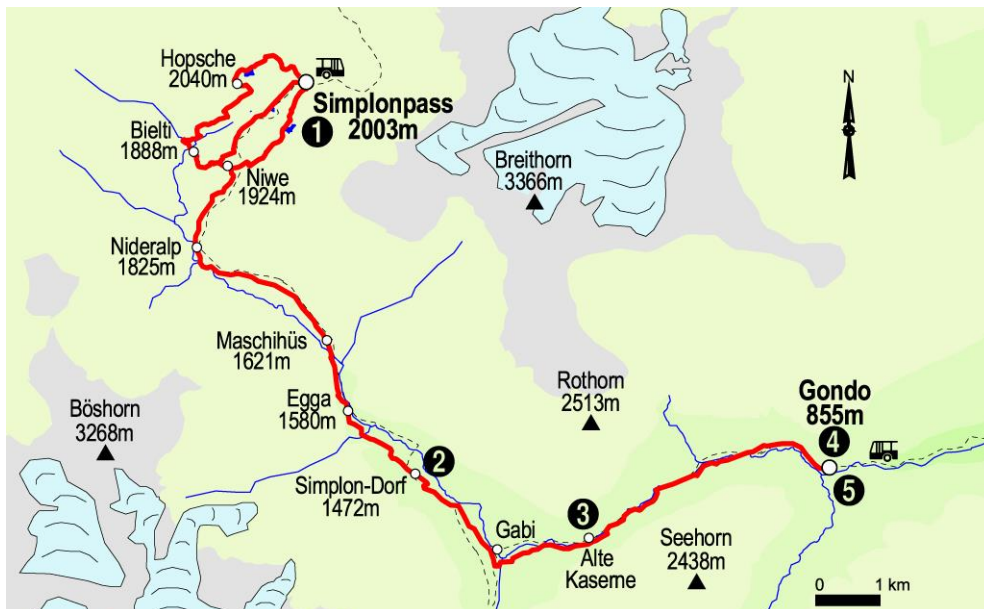 Hopsche
2040m
Simplonpass
2003m
1
N
Bielti
1888m
Breithorn
3366m
Niwe
1924m
Nideralp
1825m
Maschihüs
1621m
Rothorn
2513m
Gondo
855m
4
Egga
1580m
Böshorn
3268m
2
5
Simplon-Dorf
1472m
3
Gabi
Alte
Kaserne
Seehorn
2438m
0 1 km